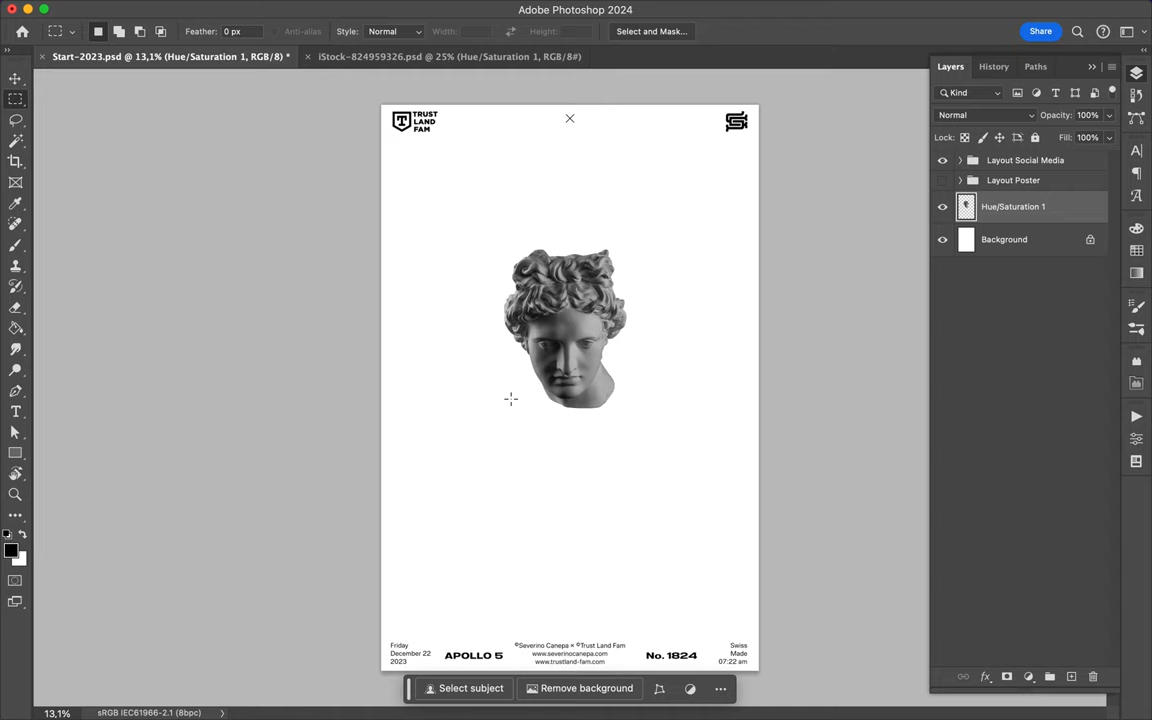 Adobe Photoshop 2024
Feather: 0 px
Anti-alias
Style: Normal
Width:
Height:
Select and Mask...
Share
Start-2023.psd @ 13,1% (Hue/Saturation 1, RGB/8) *
iStock-824959326.psd @ 25% (Hue/Saturation 1, RGB/8#)
Layers
History
Paths
Kind
Normal
Opacity: 100%
Lock:
Fill: 100%
Layout Social Media
Layout Poster
Hue/Saturation 1
Background
TRUST
LAND
FAM
Friday
December 22
2023
APOLLO 5
©Severino Canepa × ©Trust Land Fam
www.severinocanepa.com
www.trustland-fam.com
No. 1824
Swiss
Made
07:22 am
Select subject
Remove background
13,1%
sRGB IEC61966-2.1 (8bpc)